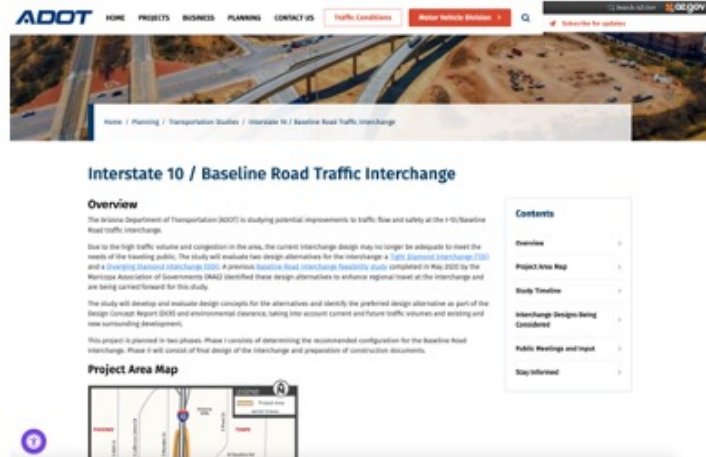 ADOT
HOME PROJECTS BUSINESS PLANNING CONTACT US Traffic Conditions Motor Vehicle Division
Search AZ.Gov az.gov
Subscribe for updates
Home / Planning / Transportation Studies / Interstate 10 / Baseline Road Traffic Interchange
Interstate 10 / Baseline Road Traffic Interchange
Overview
The Arizona Department of Transportation (ADOT) is studying potential improvements to traffic flow and safety at the I-10/Baseline
Road traffic interchange.
Due to the high traffic volume and congestion in the area, the current interchange design may no longer be adequate to meet the
needs of the traveling public. The study will evaluate two design alternatives for the interchange: a Tight Diamond Interchange (TDI)
and a Diverging Diamond Interchange (DDI). A previous Baseline Road interchange feasibility study completed in May 2020 by the
Maricopa Association of Governments (MAG) identified these design alternatives to enhance regional travel at the interchange and
are being carried forward for this study.
The study will develop and evaluate design concepts for the alternatives and identify the preferred design alternative as part of the
Design Concept Report (DCR) and environmental clearance, taking into account current and future traffic volumes and existing and
new surrounding development.
This project is planned in two phases. Phase I consists of determining the recommended configuration for the Baseline Road
interchange. Phase II will consist of final design of the interchange and preparation of construction documents.
Project Area Map
Contents
Overview
Project Area Map
Study Timeline
Interchange Designs Being
Considered
Public Meetings and Input
Stay Informed
Project Area
PHOENIX
TEMPE